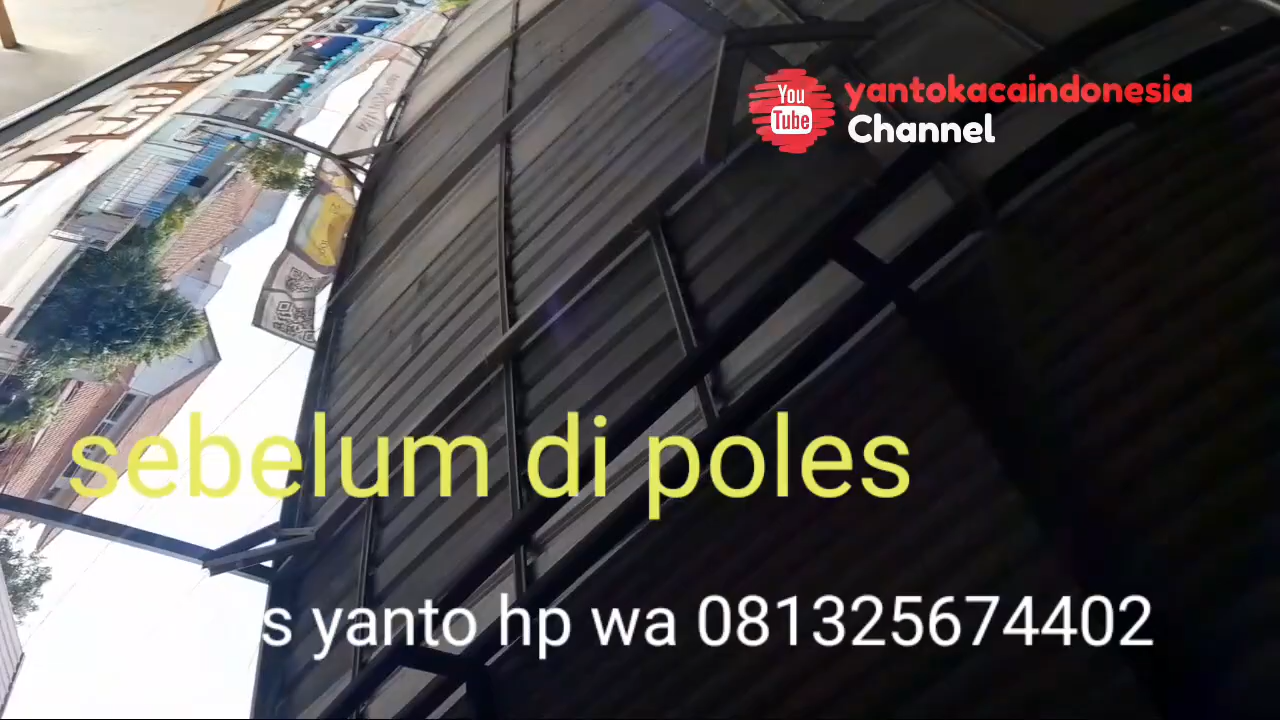 You
Tube
yantokacaindonesia
Channel
sebelum di poles
s yanto hp wa 081325674402